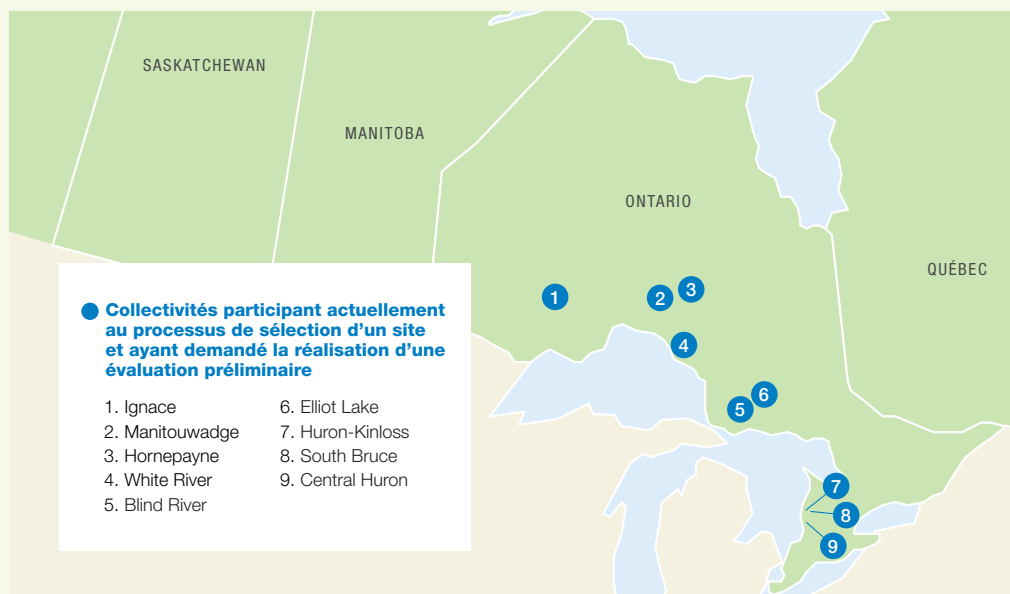 SASKATCHEWAN
MANITOBA
ONTARIO
QUÉBEC
Collectivités participant actuellement
au processus de sélection d’un site
et ayant demandé la réalisation d’une
évaluation préliminaire
1. Ignace
2. Manitouwadge
3. Hornepayne
4. White River
5. Blind River
6. Elliot Lake
7. Huron-Kinloss
8. South Bruce
9. Central Huron
1
2
3
4
5
6
7
8
9